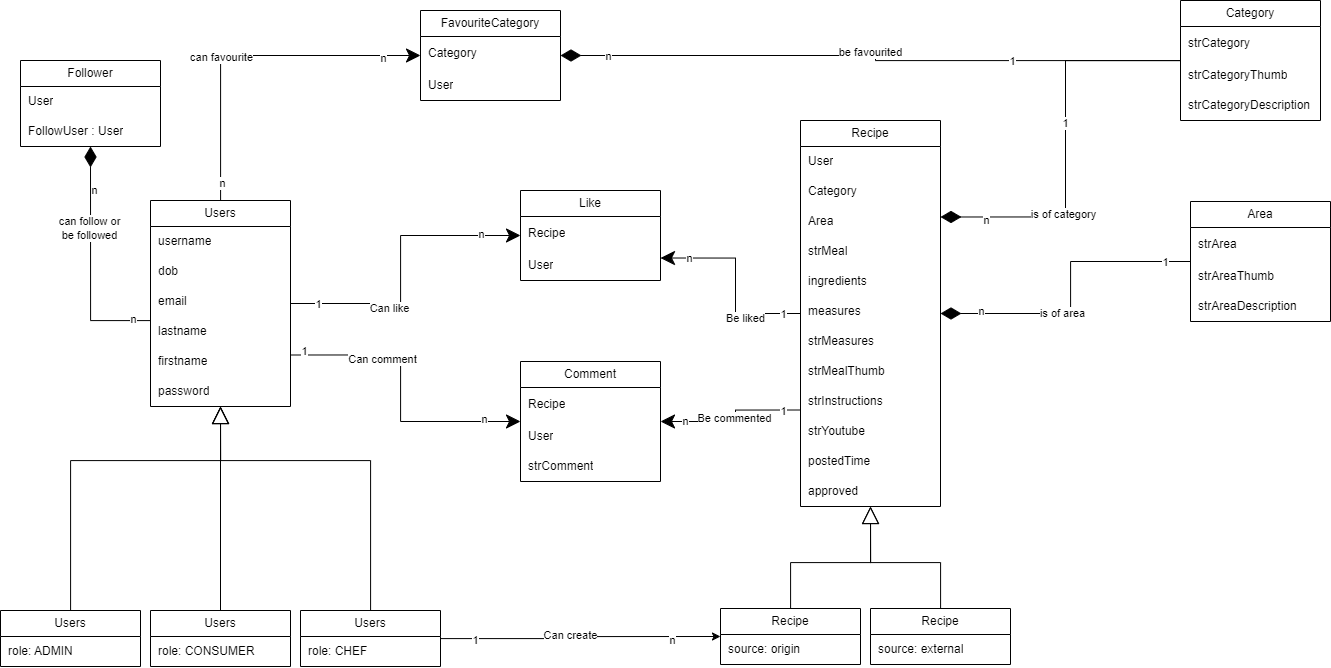 FavouriteCategory
Category
User
Category
strCategory
strCategoryThumb
strCategoryDescription
can favourite
n
n
be favourited
1
Follower
User
FollowUser : User
n
can follow or
be followed
n
n
1
n
is of category
Users
username
dob
email
lastname
firstname
password
Like
Recipe
User
1
Can like
n
n
Be liked
1
1
Can comment
n
Comment
Recipe
User
strComment
n
Be commented
1
Recipe
User
Category
Area
strMeal
ingredients
measures
strMeasures
strMealThumb
strInstructions
strYoutube
postedTime
approved
Area
strArea
strAreaThumb
strAreaDescription
n
is of area
1
Users
role: ADMIN
Users
role: CONSUMER
Users
role: CHEF
1
Can create
n
Recipe
source: origin
Recipe
source: external